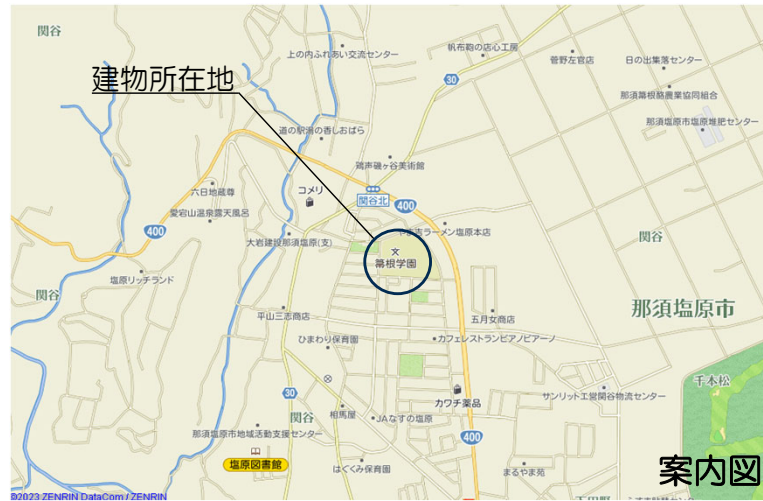 関谷
上の内ふれあい交流センター
帆布鞄の店心工房
菅野左官店
日の出集落センター
建物所在地
30
那須箒根酪農業協同組合
那須塩原市塩原堆肥センター
道の駅湯の香しおばら
鶏声磯ヶ谷美術館
六日地蔵尊
コメリ
関谷北
400
愛宕山温泉露天風呂
400
大岩建設那須塩原(支)
ラーメン塩原本店
関谷
箒根学園
塩原リッチランド
関谷
那須塩原市
平山三志商店
五月女商店
ひまわり保育園
カフェレストランピアノピアーノ
千本松
30
カワチ薬品
サンリット工営関谷物流センター
関谷
相馬屋
JAなすの塩原
那須塩原市地域活動支援センター
400
塩原図書館
はぐくみ保育園
まるやま苑
案内図
©2023 ZENRIN DataCom / ZENRIN